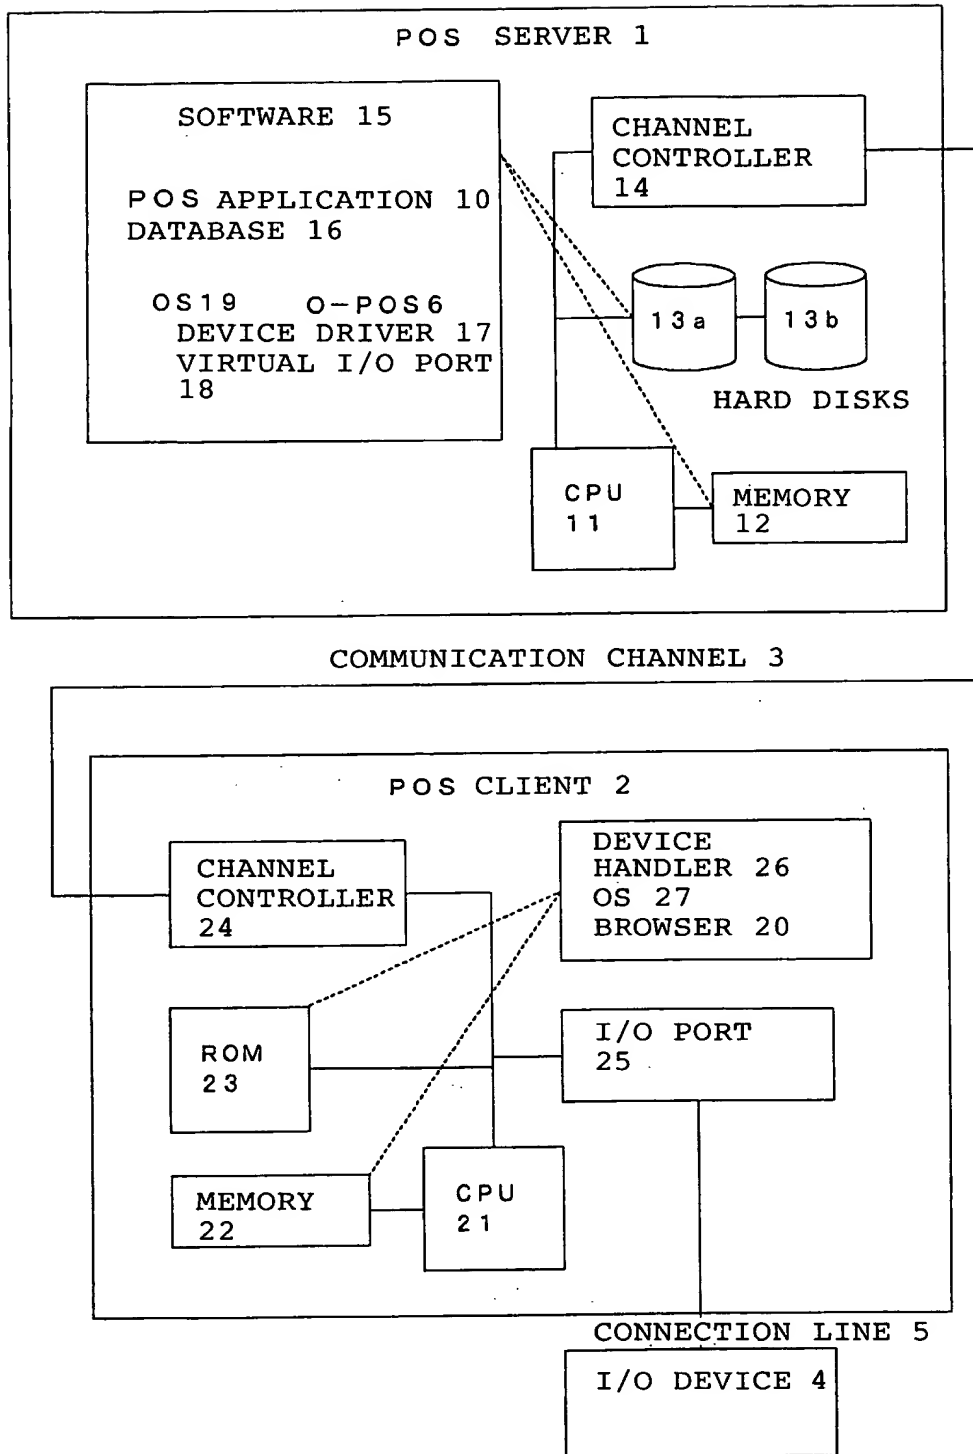 POS SERVER 1
SOFTWARE 15
POS APPLICATION 10
DATABASE 16
OS19 O-POS6
DEVICE DRIVER 17
VIRTUAL I/O PORT
18
CHANNEL
CONTROLLER
14
13a 13b
HARD DISKS
CPU
11
MEMORY
12
COMMUNICATION CHANNEL 3
POS CLIENT 2
CHANNEL
CONTROLLER
24
DEVICE
HANDLER 26
OS 27
BROWSER 20
ROM
23
I/O PORT
25
MEMORY
22
CPU
21
CONNECTION LINE 5
I/O DEVICE 4